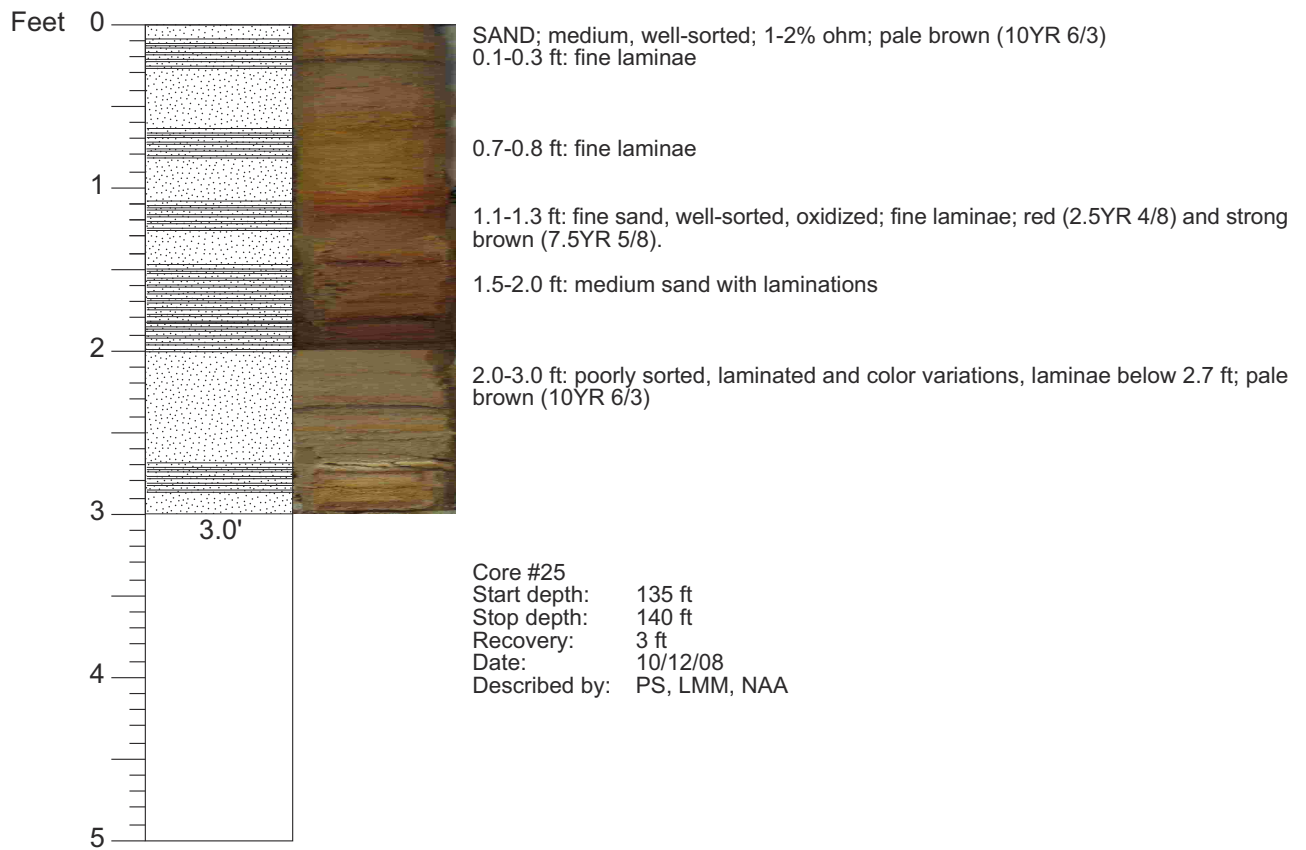 Feet 0
SAND; medium, well-sorted; 1-2% ohm; pale brown (10YR 6/3)
0.1-0.3 ft: fine laminae
0.7-0.8 ft: fine laminae
1
1.1-1.3 ft: fine sand, well-sorted, oxidized; fine laminae; red (2.5YR 4/8) and strong
brown (7.5YR 5/8).
1.5-2.0 ft: medium sand with laminations
2
2.0-3.0 ft: poorly sorted, laminated and color variations, laminae below 2.7 ft; pale
brown (10YR 6/3)
3
3.0'
Core #25
Start depth: 135 ft
Stop depth: 140 ft
Recovery: 3 ft
Date: 10/12/08
4
Described by: PS, LMM, NAA
5